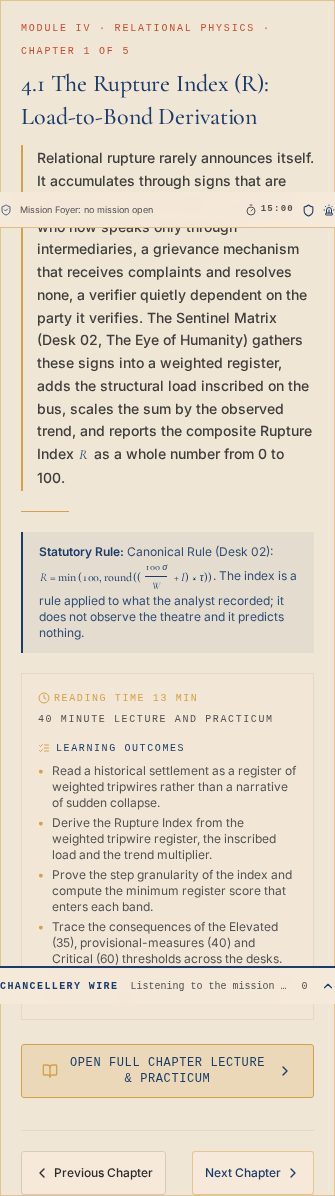 MODULE IV · RELATIONAL PHYSICS ·
CHAPTER 1 OF 5
4.1 The Rupture Index (R):
Load-to-Bond Derivation
Relational rupture rarely announces itself.
It accumulates through signs that are
Mission Foyer: no mission open
15:00
who now speaks only through
intermediaries, a grievance mechanism
that receives complaints and resolves
none, a verifier quietly dependent on the
party it verifies. The Sentinel Matrix
(Desk 02, The Eye of Humanity) gathers
these signs into a weighted register,
adds the structural load inscribed on the
bus, scales the sum by the observed
trend, and reports the composite Rupture
Index R as a whole number from 0 to
100.
Statutory Rule: Canonical Rule (Desk 02):
R = min (100, round(( 100 σ / W + l) × τ)). The index is a
rule applied to what the analyst recorded; it
does not observe the theatre and it predicts
nothing.
READING TIME 13 MIN
40 MINUTE LECTURE AND PRACTICUM
LEARNING OUTCOMES
• Read a historical settlement as a register of
weighted tripwires rather than a narrative
of sudden collapse.
• Derive the Rupture Index from the
weighted tripwire register, the inscribed
load and the trend multiplier.
• Prove the step granularity of the index and
compute the minimum register score that
enters each band.
• Trace the consequences of the Elevated
(35), provisional-measures (40) and
Critical (60) thresholds across the desks.
CHANCELLERY WIRE Listening to the mission … 0
OPEN FULL CHAPTER LECTURE
& PRACTICUM
Previous Chapter
Next Chapter